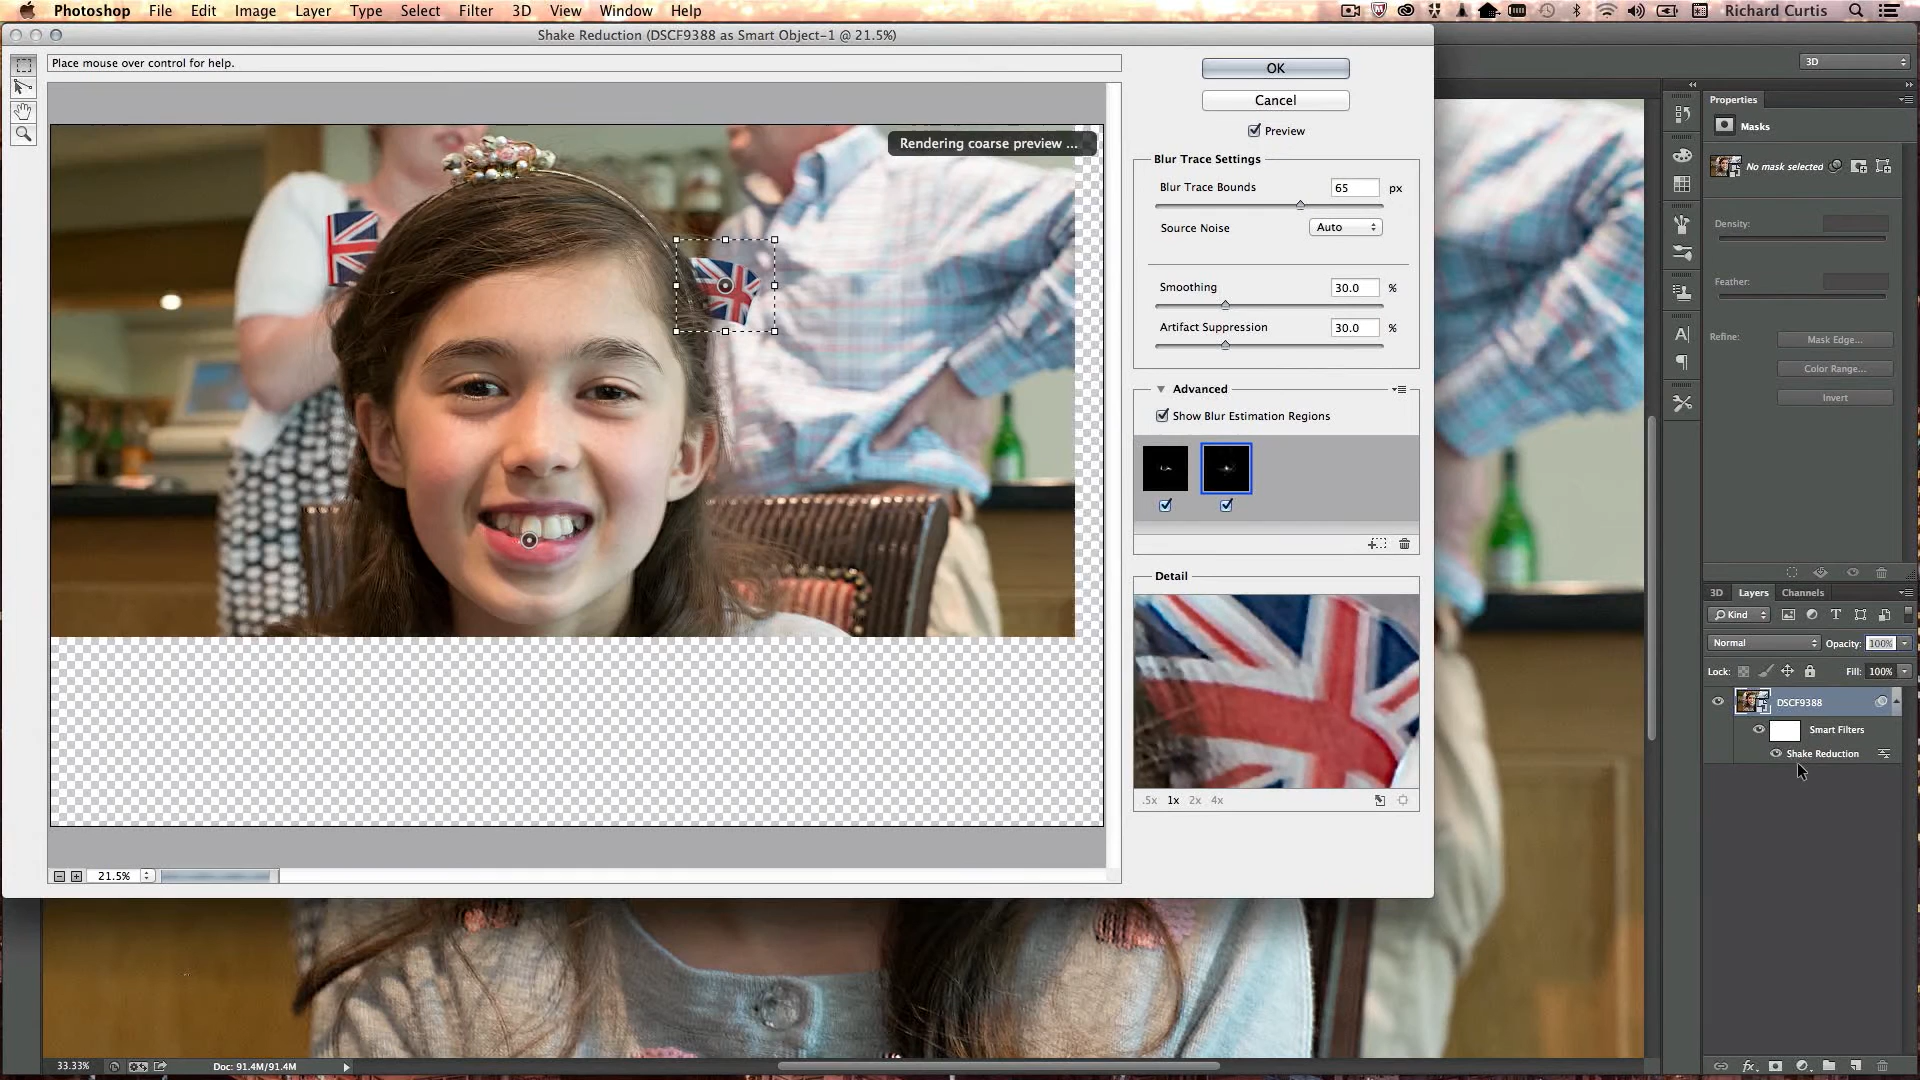 Photoshop File Edit Image Layer Type Select Filter 3D View Window Help Richard Curtis
Shake Reduction (DSCF9388 as Smart Object-1 @ 21.5%)
Place mouse over control for help.
Rendering coarse preview ...
OK
Cancel
Preview
Blur Trace Settings
Blur Trace Bounds 65 px
Source Noise Auto
Smoothing 30.0 %
Artifact Suppression 30.0 %
Advanced
Show Blur Estimation Regions
Detail
.5x 1x 2x 4x
21.5%
3D
Properties
Masks
No mask selected
Density:
Feather:
Refine: Mask Edge...
Color Range...
Invert
3D Layers Channels
Kind
Normal Opacity: 100%
Lock: Fill: 100%
DSCF9388
Smart Filters
Shake Reduction
33.33% Doc: 91.4M/91.4M